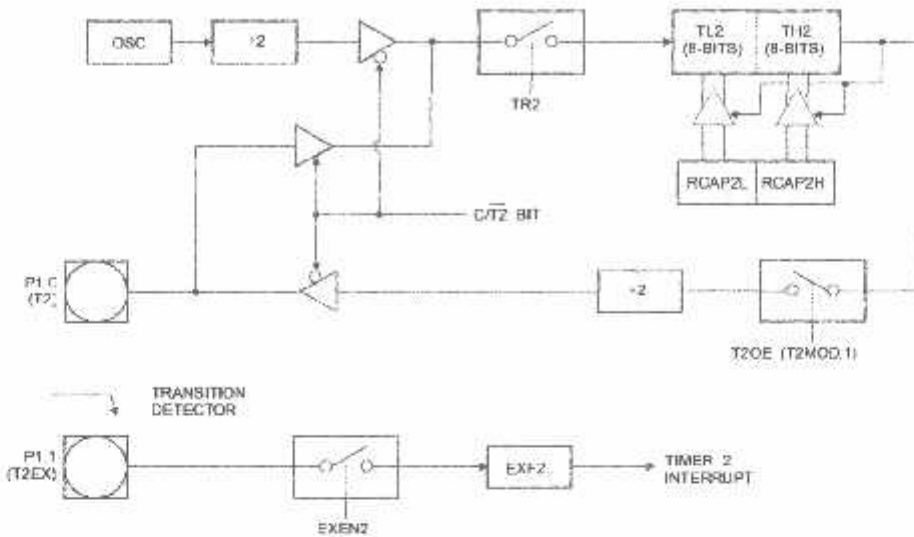 OSC
÷2
TL2
(8-BITS)
TH2
(8-BITS)
TR2
RCAP2L
RCAP2H
C/T2 BIT
P1.0
(T2)
÷2
T2OE (T2MOD.1)
TRANSITION
DETECTOR
P1.1
(T2EX)
EXF2
TIMER 2
INTERRUPT
EXEN2